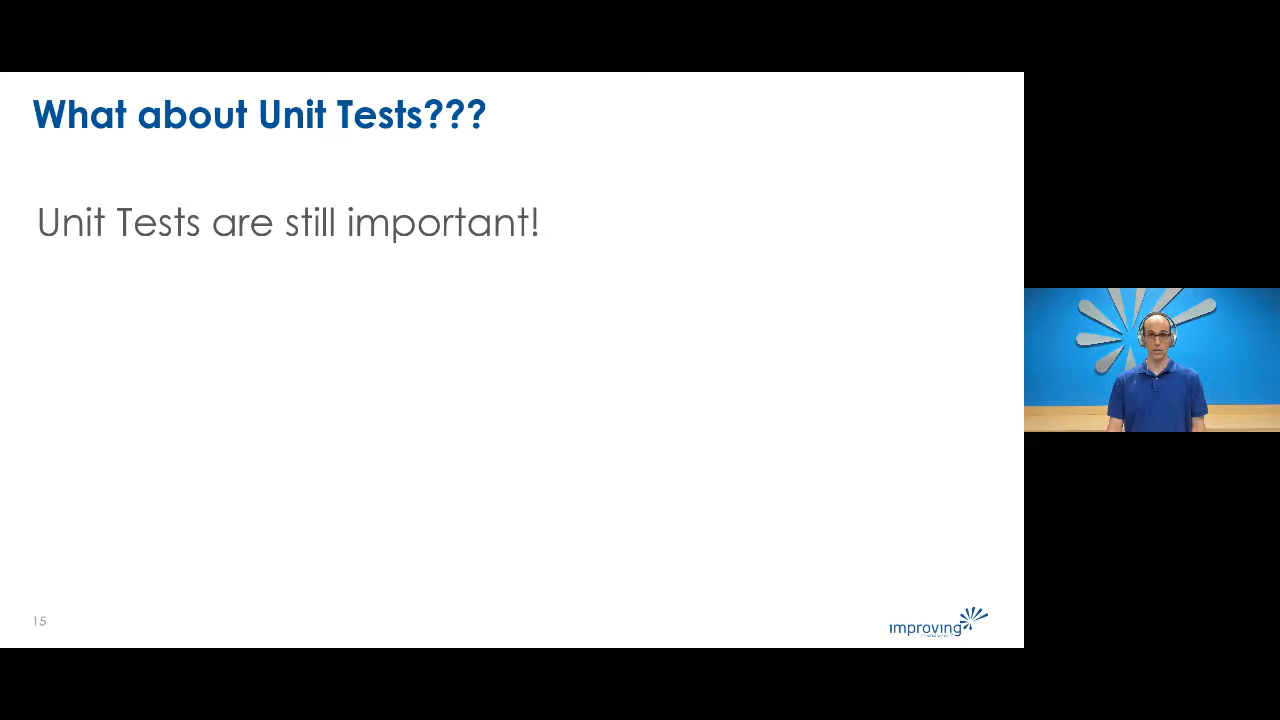 What about Unit Tests???
Unit Tests are still important!
15
improving